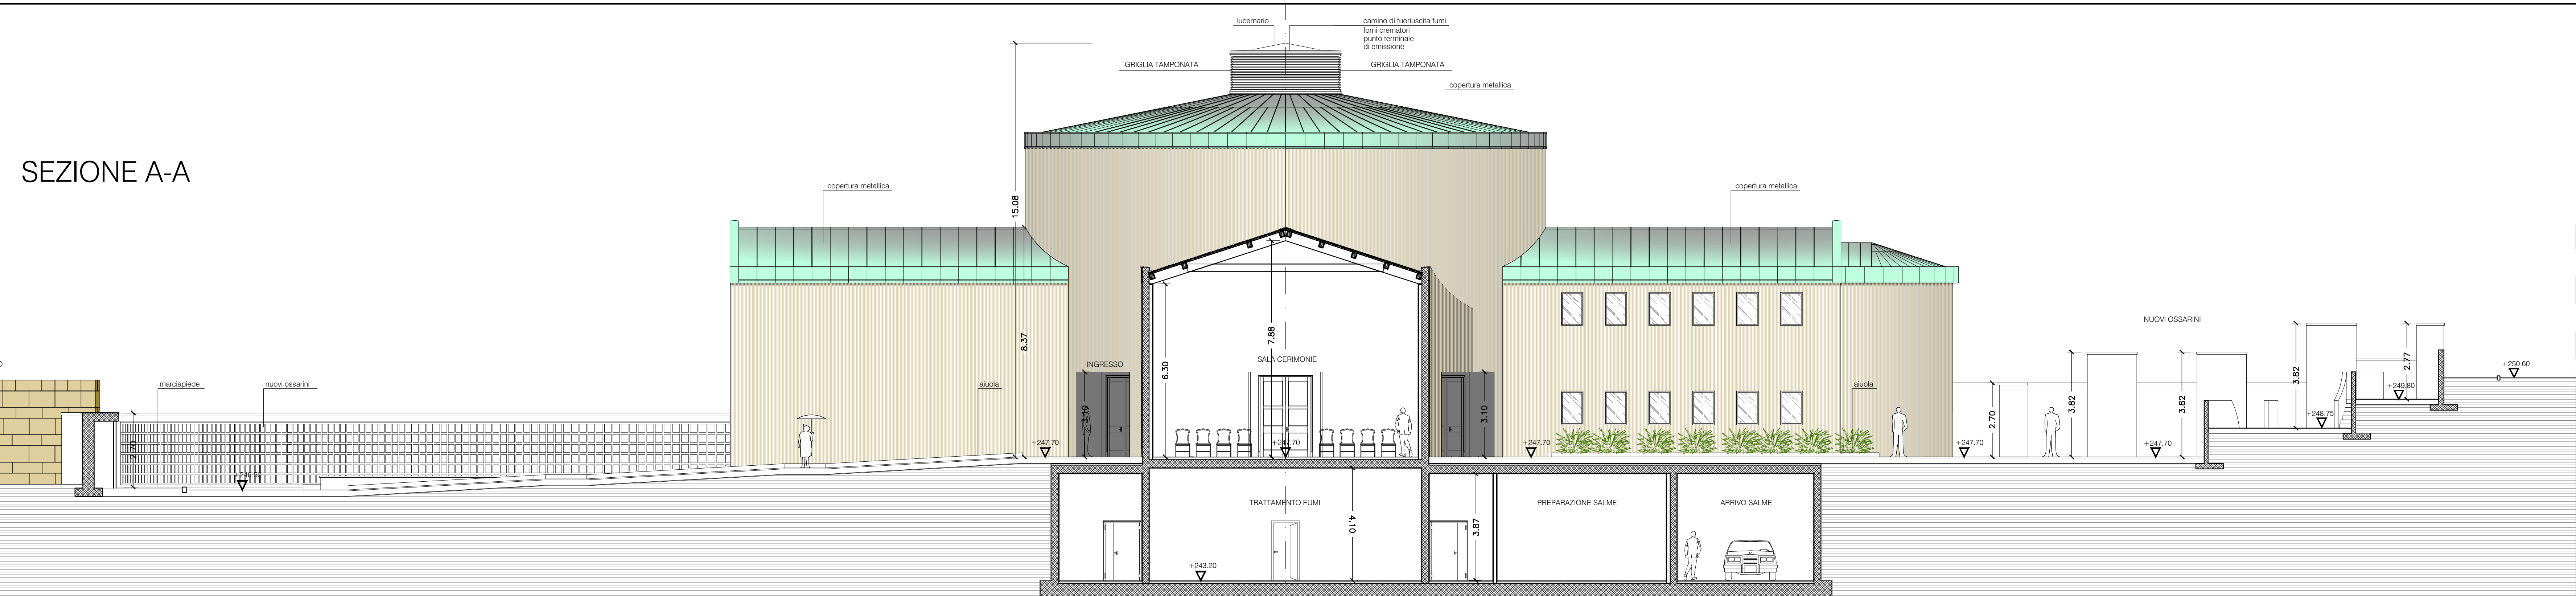 lucernario
camino di fuoriuscita fumi
forni crematori
punto terminale
di emissione
GRIGLIA TAMPONATA
GRIGLIA TAMPONATA
copertura metallica
SEZIONE A-A
copertura metallica
copertura metallica
15.08
8.37
7.88
6.30
INGRESSO
SALA CERIMONIE
NUOVI OSSARINI
marciapiede
nuovi ossarini
aiuola
aiuola
3.10
3.10
2.70
2.70
3.82
3.82
3.82
2.77
+250.60
+249.80
+248.75
+247.70
+247.70
+247.70
+247.70
+247.70
TRATTAMENTO FUMI
PREPARAZIONE SALME
ARRIVO SALME
4.10
3.87
+243.20